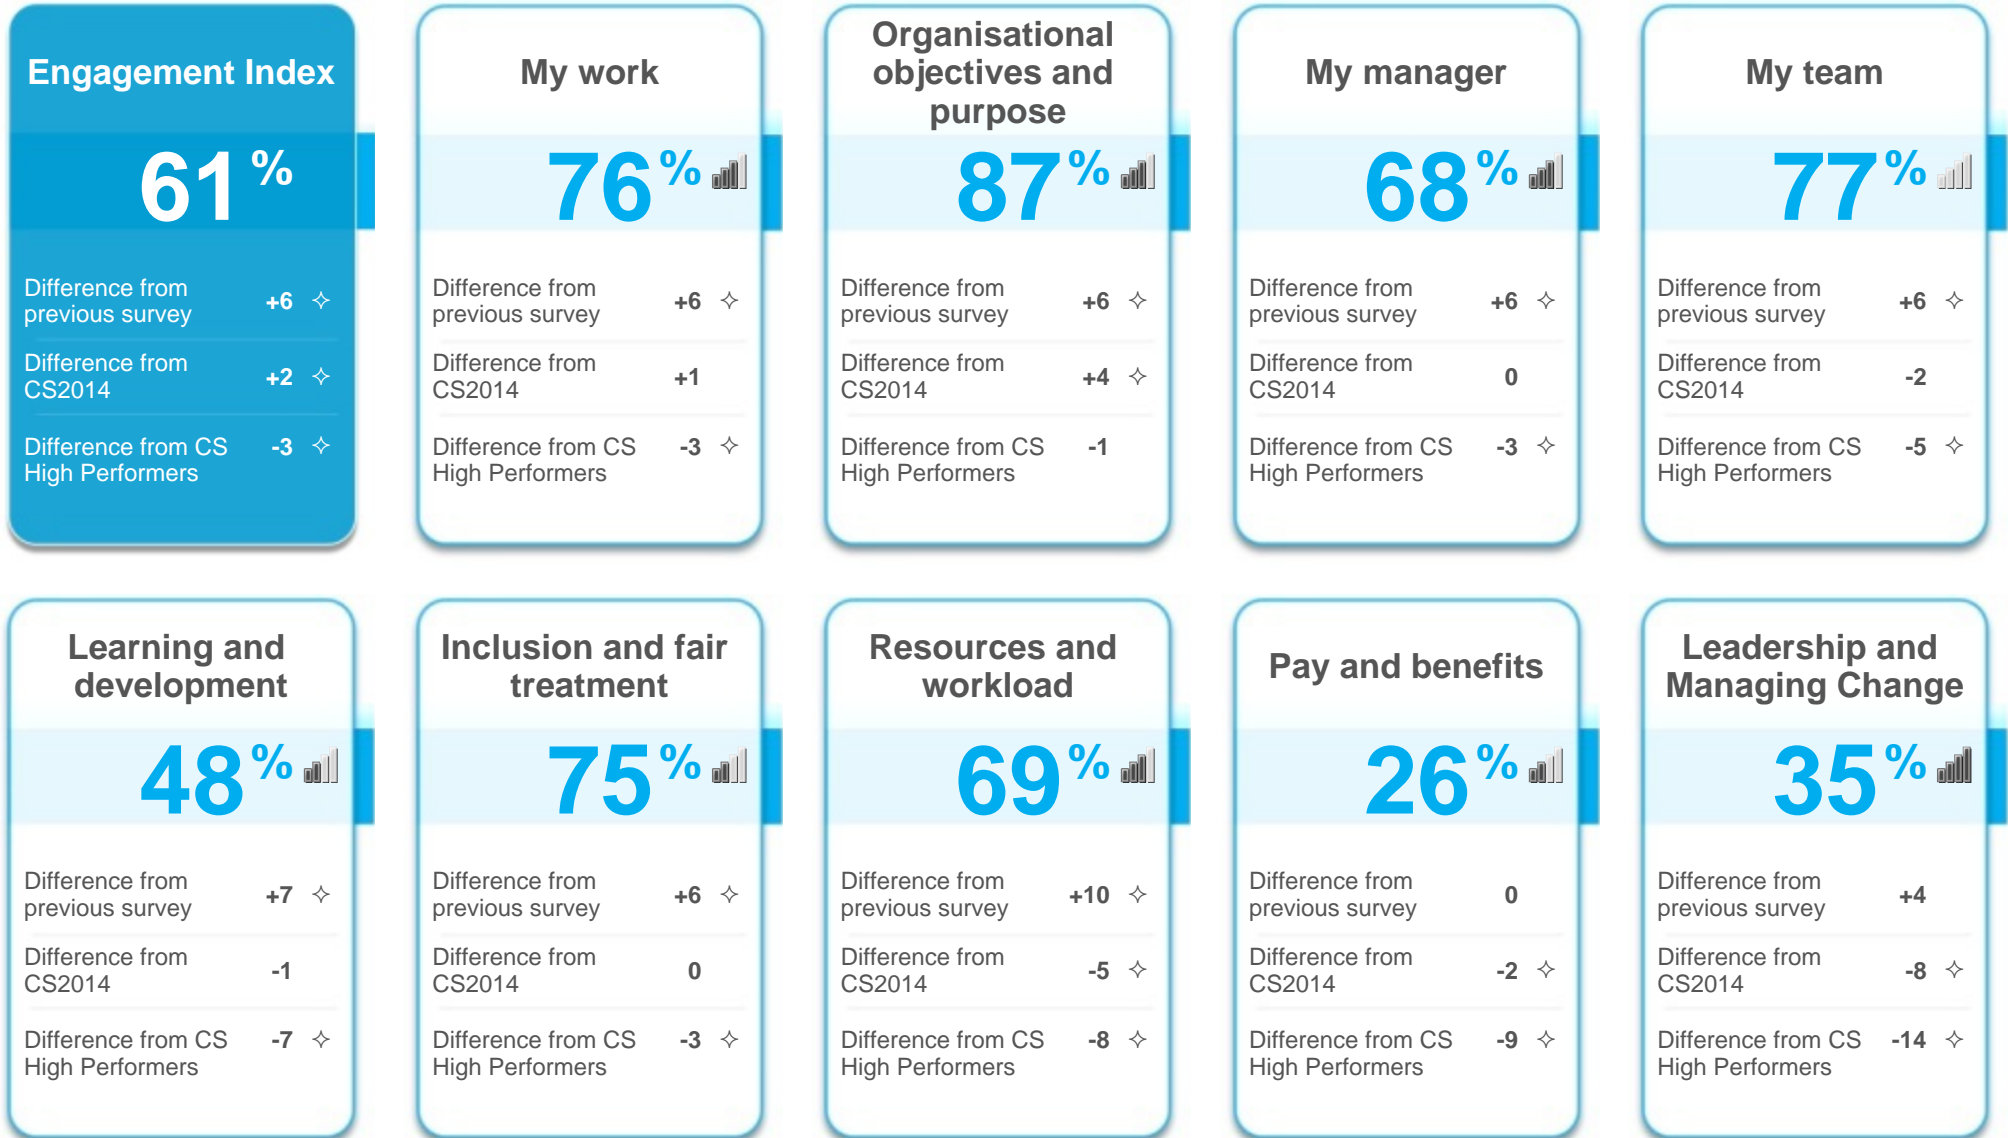 Engagement Index
61%
Difference from
previous survey +6 ✧
Difference from
CS2014 +2 ✧
Difference from CS
High Performers -3 ✧
My work
76%
Difference from
previous survey +6 ✧
Difference from
CS2014 +1
Difference from CS
High Performers -3 ✧
Organisational
objectives and
purpose
87%
Difference from
previous survey +6 ✧
Difference from
CS2014 +4 ✧
Difference from CS
High Performers -1
My manager
68%
Difference from
previous survey +6 ✧
Difference from
CS2014 0
Difference from CS
High Performers -3 ✧
My team
77%
Difference from
previous survey +6 ✧
Difference from
CS2014 -2
Difference from CS
High Performers -5 ✧
Learning and
development
48%
Difference from
previous survey +7 ✧
Difference from
CS2014 -1
Difference from CS
High Performers -7 ✧
Inclusion and fair
treatment
75%
Difference from
previous survey +6 ✧
Difference from
CS2014 0
Difference from CS
High Performers -3 ✧
Resources and
workload
69%
Difference from
previous survey +10 ✧
Difference from
CS2014 -5 ✧
Difference from CS
High Performers -8 ✧
Pay and benefits
26%
Difference from
previous survey 0
Difference from
CS2014 -2 ✧
Difference from CS
High Performers -9 ✧
Leadership and
Managing Change
35%
Difference from
previous survey +4
Difference from
CS2014 -8 ✧
Difference from CS
High Performers -14 ✧